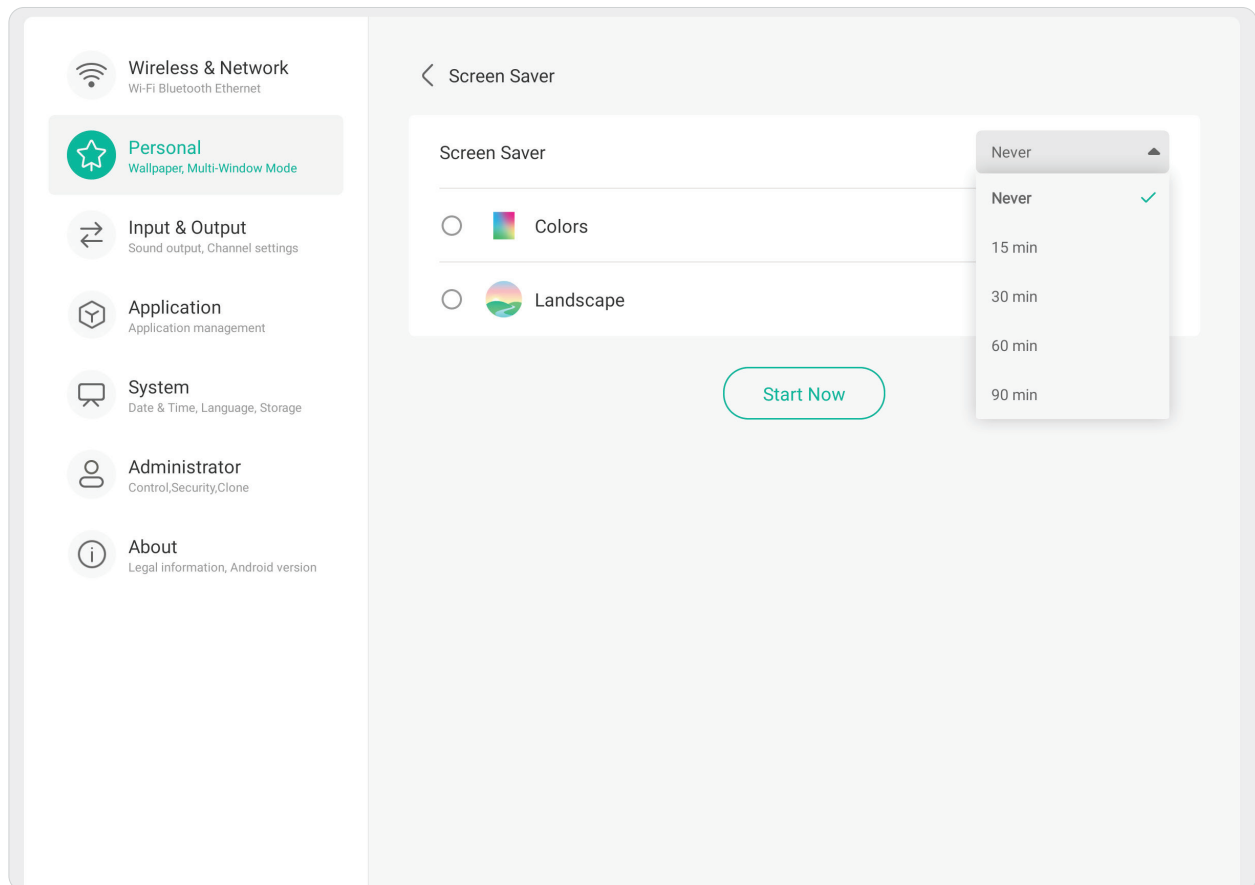 Wireless & Network
Wi-Fi Bluetooth Ethernet
Personal
Wallpaper, Multi-Window Mode
Input & Output
Sound output, Channel settings
Application
Application management
System
Date & Time, Language, Storage
Administrator
Control,Security,Clone
About
Legal information, Android version
Screen Saver
Screen Saver
Never
Never
15 min
30 min
60 min
90 min
Colors
Landscape
Start Now